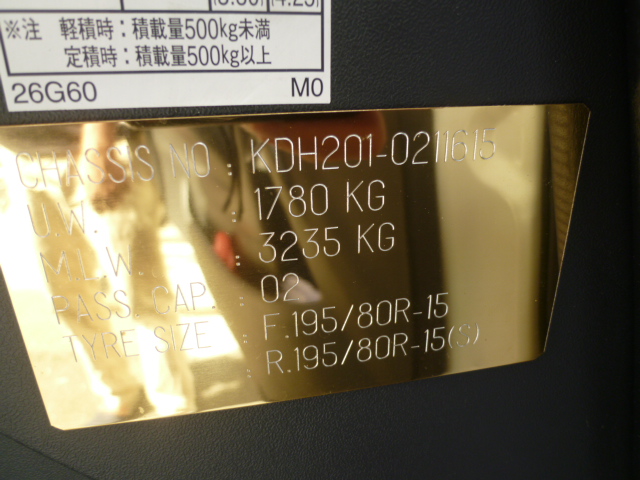 ※注 軽積時：積載量500kg未満
定積時：積載量500kg以上
26G60 M0
CHASSIS NO : KDH201-0211615
U.W. : 1780 KG
M.L.W. : 3235 KG
PASS. CAP. : 02
TYRE SIZE : F.195/80R-15
: R.195/80R-15(S).